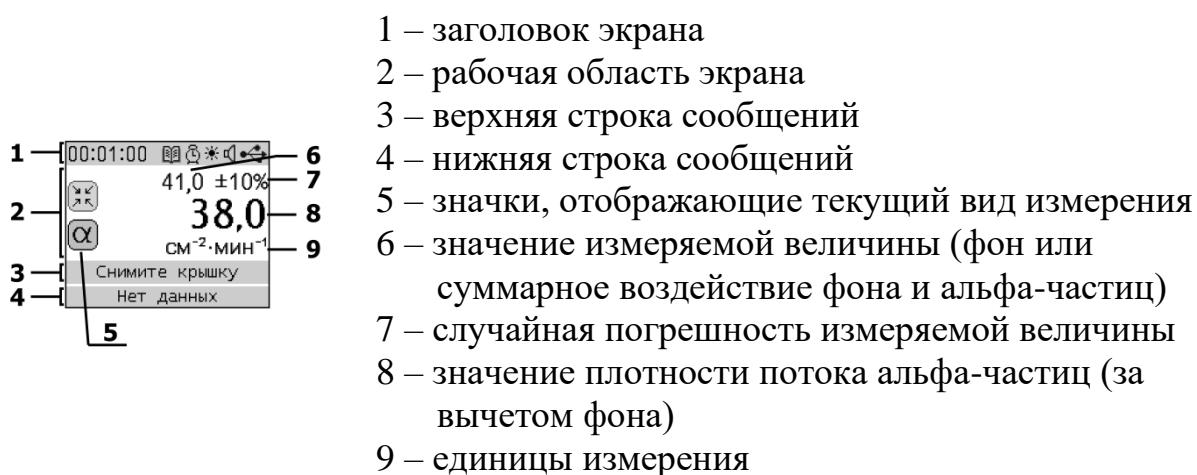 1 – заголовок экрана
2 – рабочая область экрана
3 – верхняя строка сообщений
4 – нижняя строка сообщений
5 – значки, отображающие текущий вид измерения
6 – значение измеряемой величины (фон или
суммарное воздействие фона и альфа-частиц)
7 – случайная погрешность измеряемой величины
8 – значение плотности потока альфа-частиц (за
вычетом фона)
9 – единицы измерения
1
00:01:00
6
41,0 ±10%
7
2
38,0
8
α
см⁻²·мин⁻¹
9
3
Снимите крышку
4
Нет данных
5